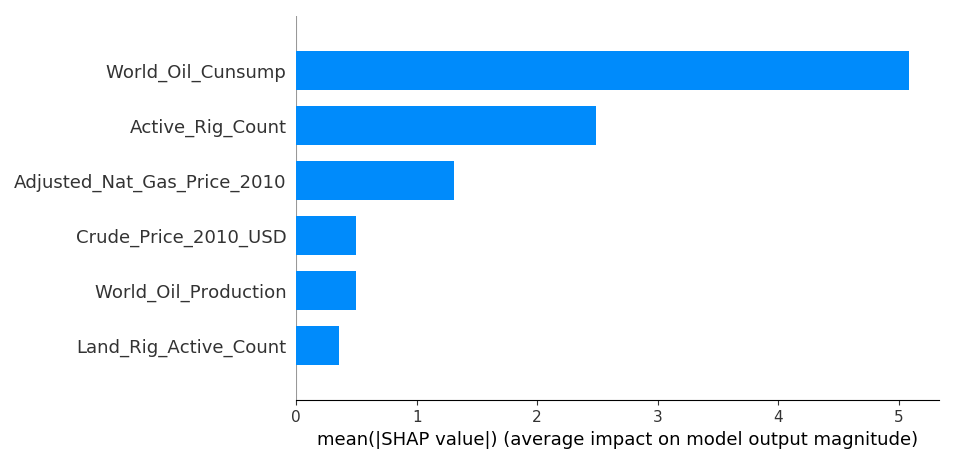 World_Oil_Cunsump
Active_Rig_Count
Adjusted_Nat_Gas_Price_2010
Crude_Price_2010_USD
World_Oil_Production
Land_Rig_Active_Count
0 1 2 3 4 5
mean(|SHAP value|) (average impact on model output magnitude)